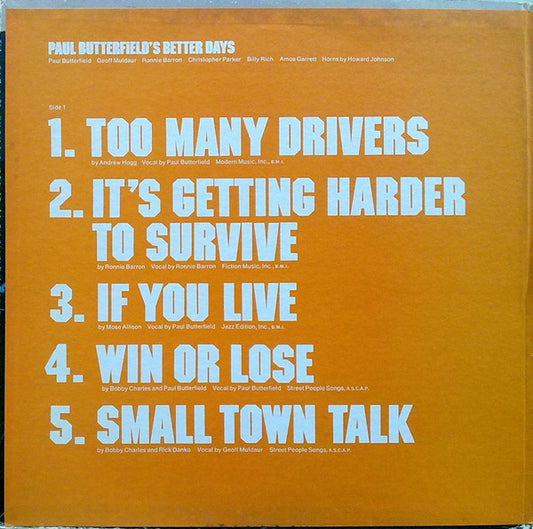 PAUL BUTTERFIELD'S BETTER DAYS
Paul Butterfield Geoff Muldaur Ronnie Barron Christopher Parker Billy Rich Amos Garrett Horns by Howard Johnson
Side 1
1. TOO MANY DRIVERS
by Andrew Hogg Vocal by Paul Butterfield Modern Music, Inc., B.M.I.
2. IT'S GETTING HARDER
TO SURVIVE
by Ronnie Barron Vocal by Ronnie Barron Fiction Music, Inc., B.M.I.
3. IF YOU LIVE
by Mose Allison Vocal by Paul Butterfield Jazz Edition, Inc., B.M.I.
4. WIN OR LOSE
by Bobby Charles and Paul Butterfield Vocal by Paul Butterfield Street People Songs, A.S.C.A.P.
5. SMALL TOWN TALK
by Bobby Charles and Rick Danko Vocal by Geoff Muldaur Street People Songs, A.S.C.A.P.